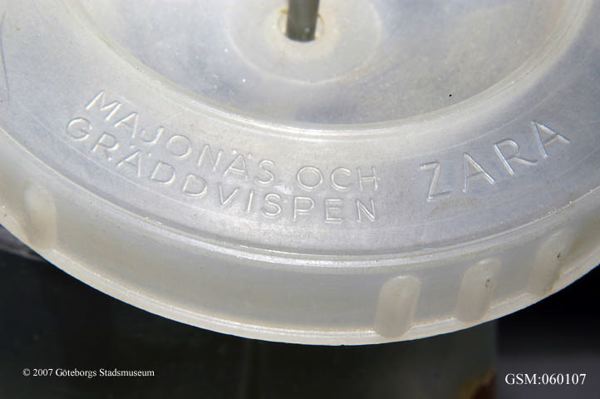 MAJONÄS OCH
GRÄDDVISPEN
ZARA
© 2007 Göteborgs Stadsmuseum
GSM:060107